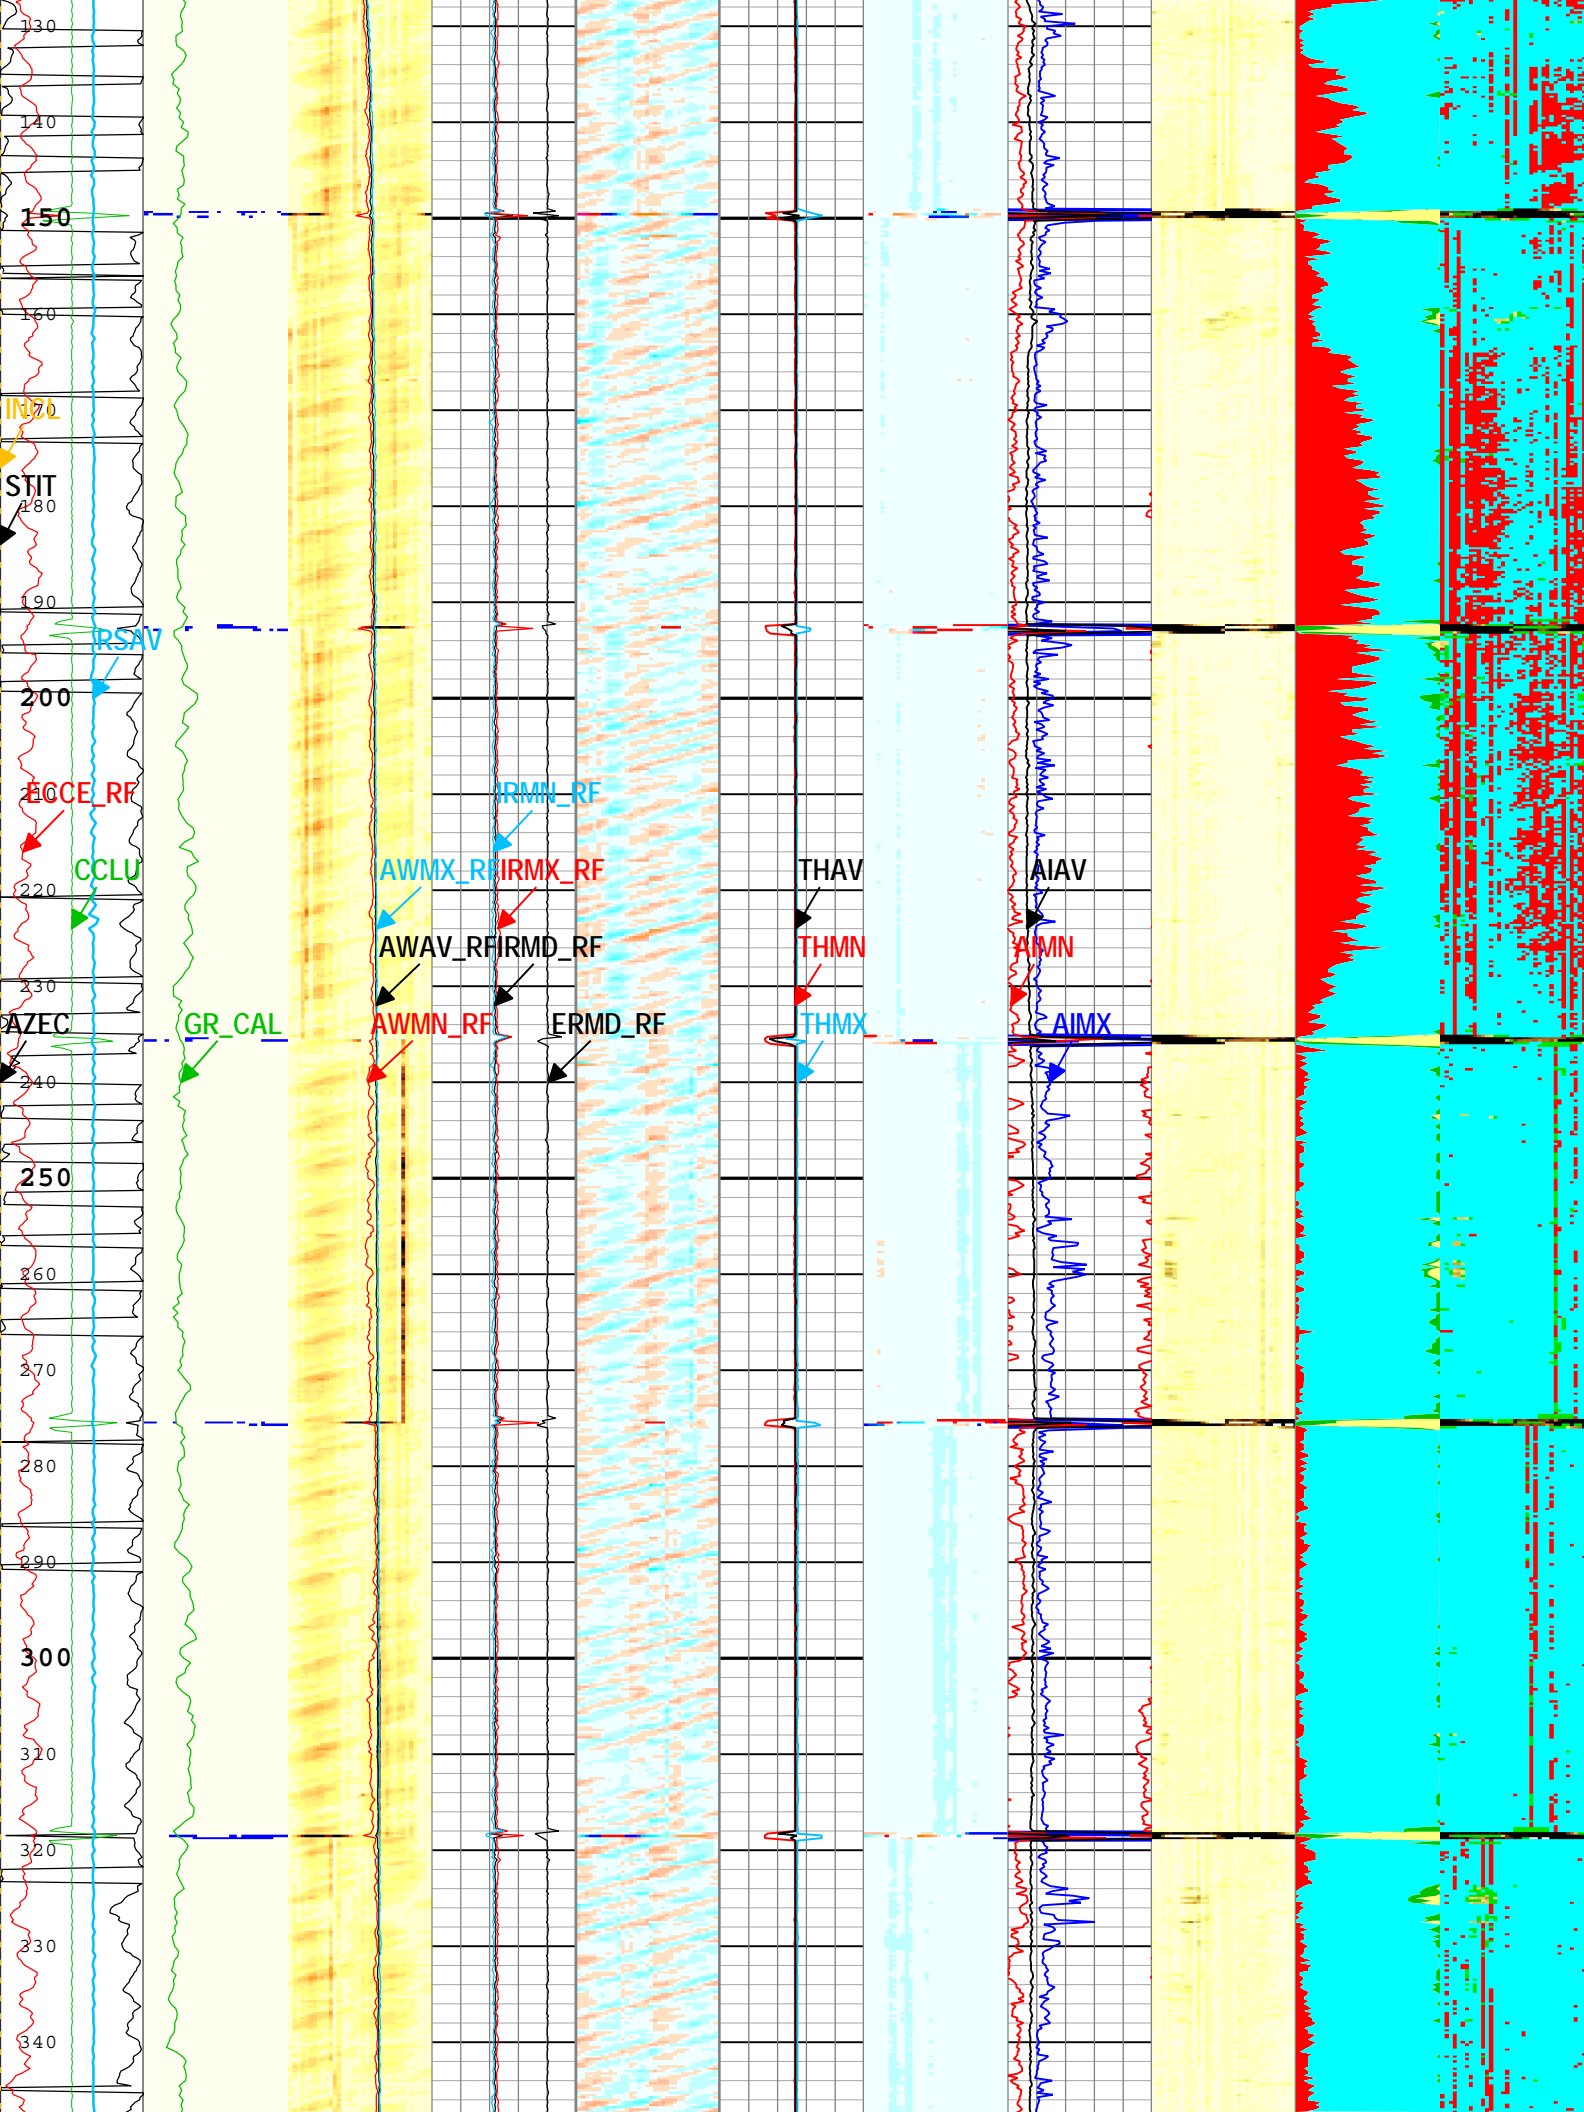 130
140
150
160
INCL
170
STIT
180
190
RSAV
200
ECCE_RF
210
IRMN_RF
CCLU
AWMX_RF
IRMX_RF
THAV
AIAV
220
AWAV_RF
IRMD_RF
THMN
AIMN
230
AZEC
GR_CAL
AWMN_RF
ERMD_RF
THMX
AIMX
240
250
260
270
280
290
300
310
320
330
340